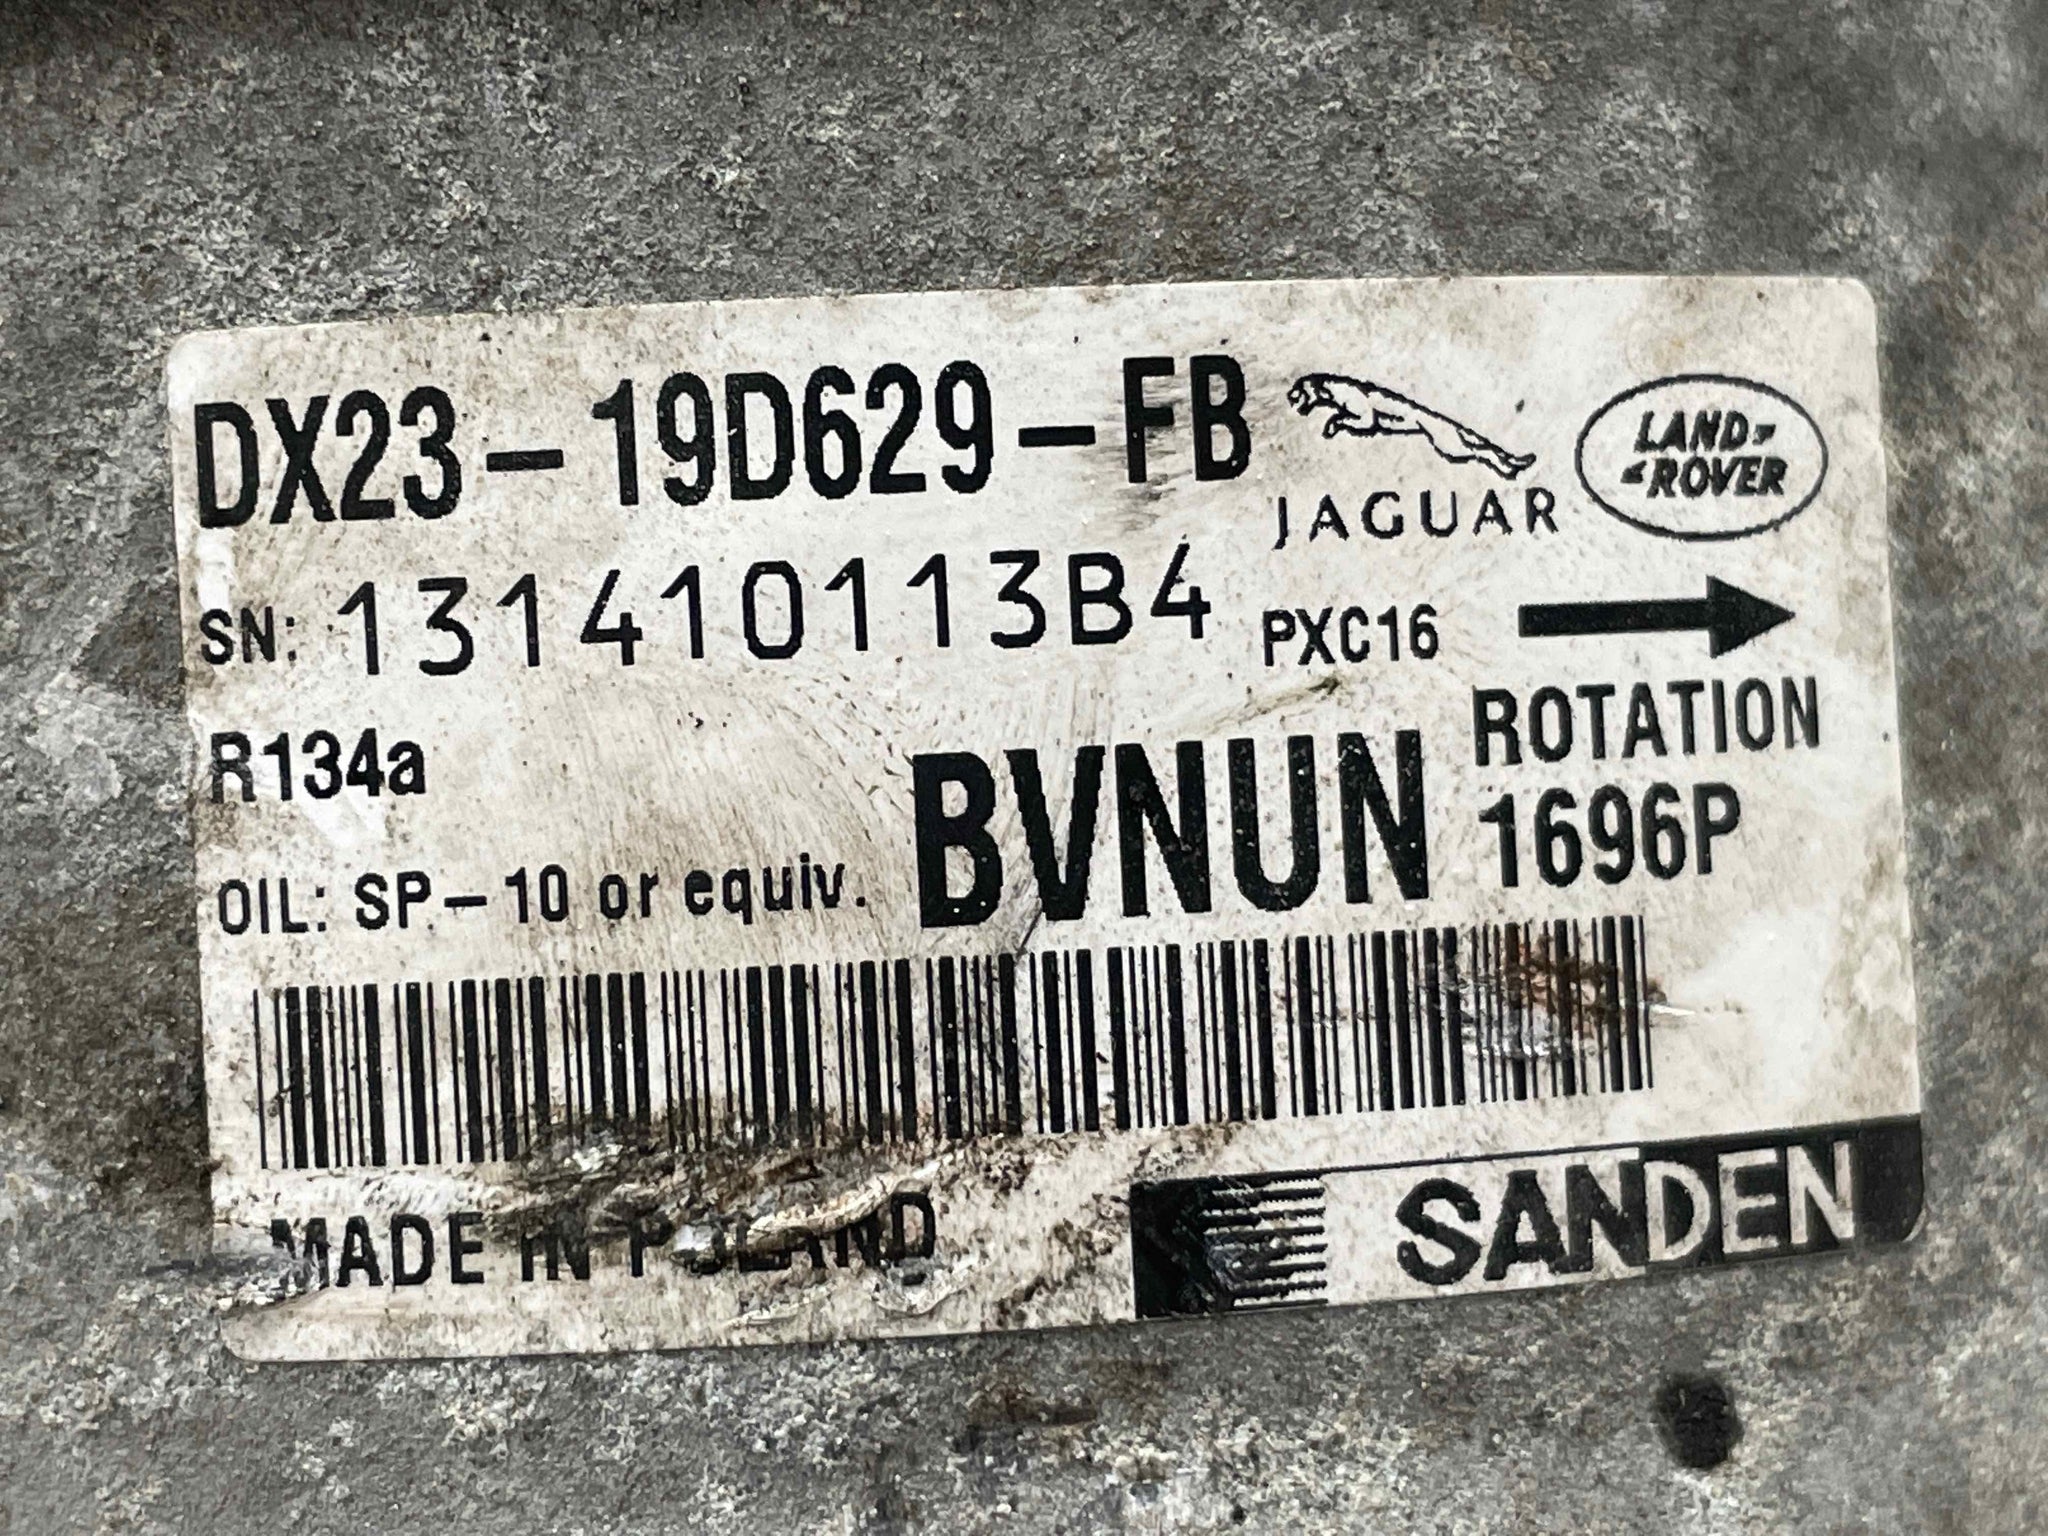 DX23-19D629-FB
JAGUAR
LAND-
-ROVER
SN: 131410113B4
PXC16
R134a
BVNUN
ROTATION
1696P
OIL: SP-10 or equiv.
MADE IN POLAND
SANDEN